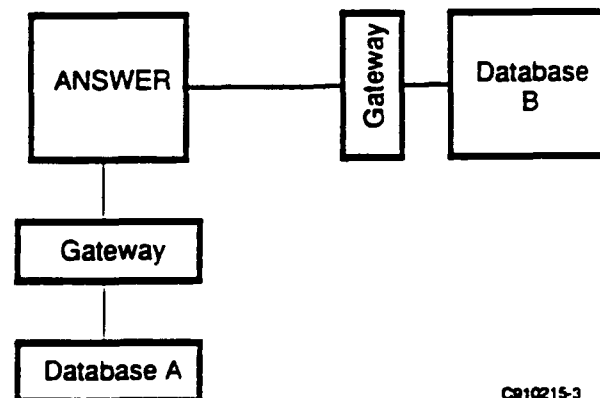 ANSWER
Gateway
Database
B
Gateway
Database A
C910215-3